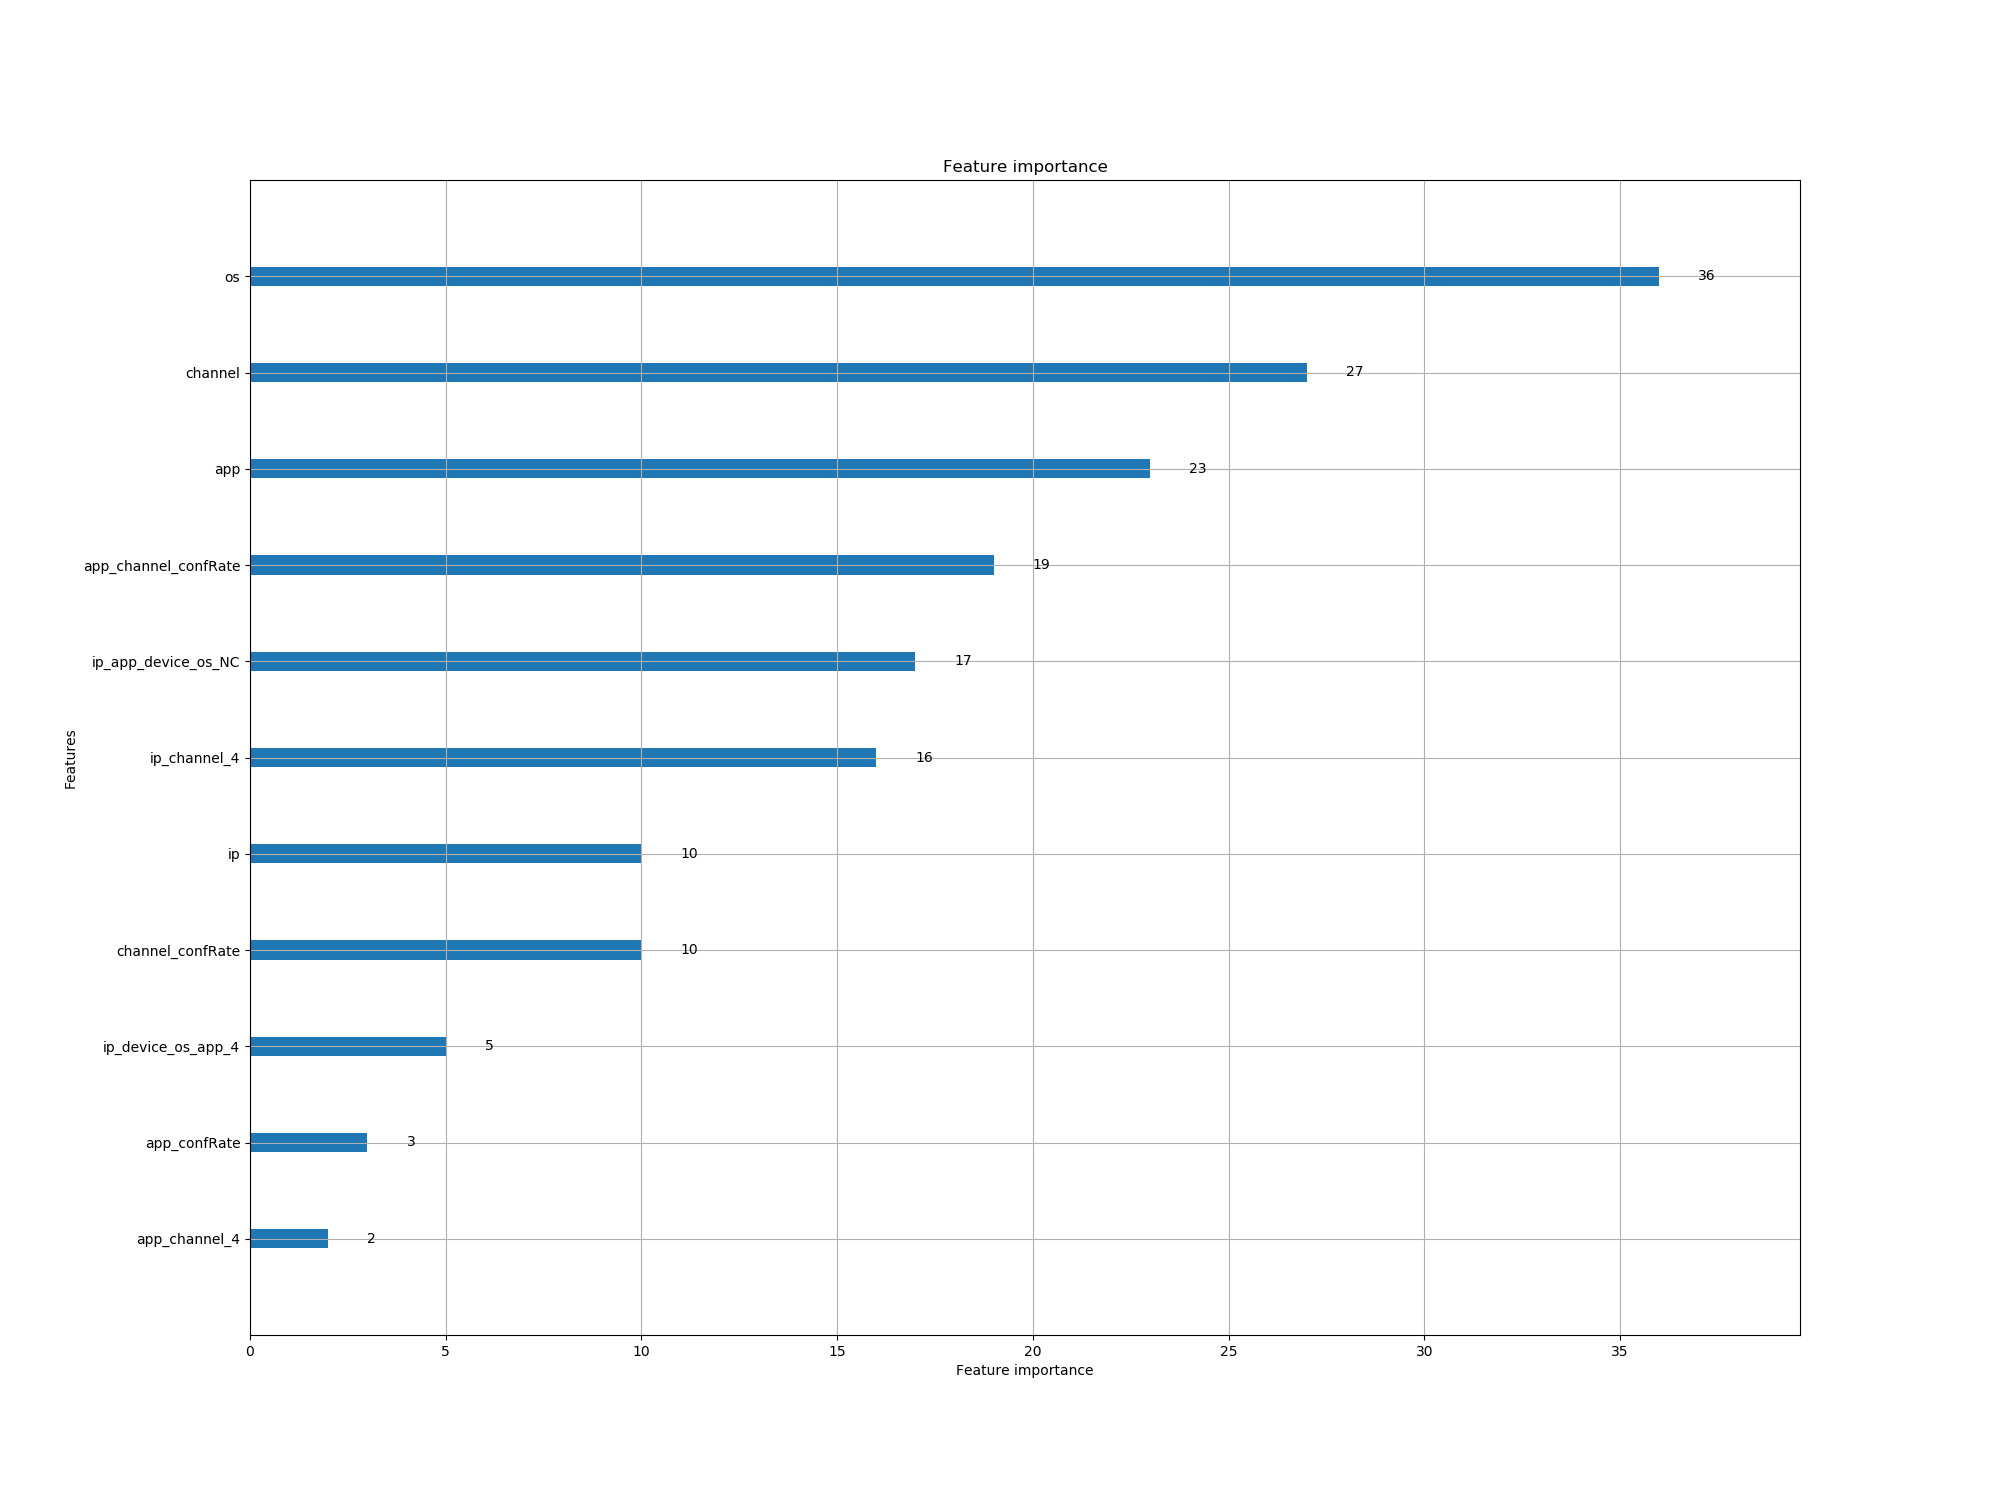 Feature importance
os
36
channel
27
app
23
app_channel_confRate
19
ip_app_device_os_NC
17
ip_channel_4
16
ip
10
channel_confRate
10
ip_device_os_app_4
5
app_confRate
3
app_channel_4
2
Features
0 5 10 15 20 25 30 35
Feature importance